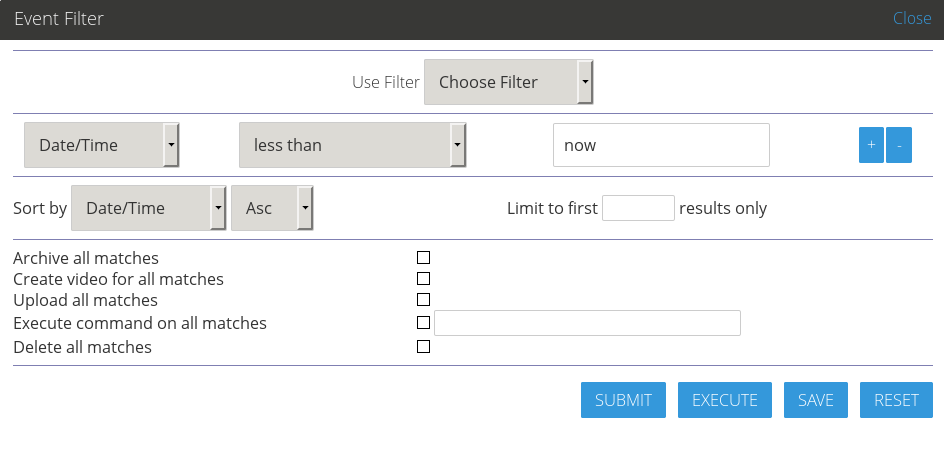 Event Filter Close
Use Filter Choose Filter
Date/Time less than now + -
Sort by Date/Time Asc Limit to first results only
Archive all matches
Create video for all matches
Upload all matches
Execute command on all matches
Delete all matches
SUBMIT EXECUTE SAVE RESET